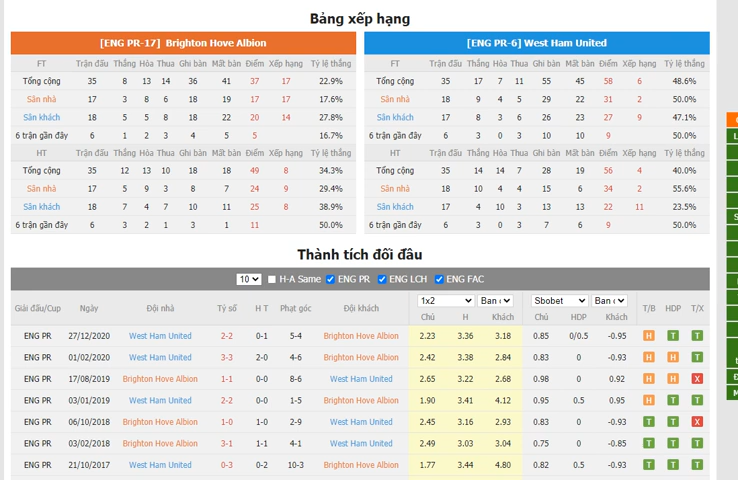 Bảng xếp hạng
[ENG PR-17] Brighton Hove Albion
FT Trận đấu Thắng Hòa Thua Ghi bàn Mất bàn Điểm Xếp hạng Tỷ lệ thắng
Tổng cộng 35 8 13 14 36 41 37 17 22.9%
Sân nhà 17 3 8 6 18 19 17 17 17.6%
Sân khách 18 5 5 8 18 22 20 14 27.8%
6 trận gần đây 6 1 2 3 4 5 5 16.7%
HT Trận đấu Thắng Hòa Thua Ghi bàn Mất bàn Điểm Xếp hạng Tỷ lệ thắng
Tổng cộng 35 12 13 10 18 18 49 8 34.3%
Sân nhà 17 5 9 3 8 7 24 9 29.4%
Sân khách 18 7 4 7 10 11 25 8 38.9%
6 trận gần đây 6 3 2 1 3 1 11 50.0%
[ENG PR-6] West Ham United
FT Trận đấu Thắng Hòa Thua Ghi bàn Mất bàn Điểm Xếp hạng Tỷ lệ thắng
Tổng cộng 35 17 7 11 55 45 58 6 48.6%
Sân nhà 18 9 4 5 29 22 31 2 50.0%
Sân khách 17 8 3 6 26 23 27 9 47.1%
6 trận gần đây 6 3 0 3 10 10 9 50.0%
HT Trận đấu Thắng Hòa Thua Ghi bàn Mất bàn Điểm Xếp hạng Tỷ lệ thắng
Tổng cộng 35 14 14 7 28 19 56 4 40.0%
Sân nhà 18 10 4 4 15 6 34 2 55.6%
Sân khách 17 4 10 3 13 13 22 11 23.5%
6 trận gần đây 6 3 0 3 7 6 9 50.0%
Thành tích đối đầu
10 H-A Same ENG PR ENG LCH ENG FAC
Giải đấu/Cup Ngày Đội nhà Tỷ số H T Phạt góc Đội khách 1x2 Ban Sbobet Ban T/B HDP T/X
Chủ H Khách Chủ HDP Khách
ENG PR 27/12/2020 West Ham United 2-2 0-1 5-4 Brighton Hove Albion 2.23 3.36 3.18 0.85 0/0.5 -0.95 H T T
ENG PR 01/02/2020 West Ham United 3-3 2-0 4-6 Brighton Hove Albion 2.42 3.38 2.84 0.83 0 -0.93 H H T
ENG PR 17/08/2019 Brighton Hove Albion 1-1 0-0 8-6 West Ham United 2.65 3.22 2.68 0.98 0 0.92 H H X
ENG PR 03/01/2019 West Ham United 2-2 0-0 1-5 Brighton Hove Albion 1.90 3.41 4.12 0.95 0.5 0.95 H T T
ENG PR 06/10/2018 Brighton Hove Albion 1-0 1-0 2-9 West Ham United 2.45 3.16 2.93 0.83 0 -0.93 T T X
ENG PR 03/02/2018 Brighton Hove Albion 3-1 1-1 4-1 West Ham United 2.49 3.03 3.04 0.75 0 -0.85 T T T
ENG PR 21/10/2017 West Ham United 0-3 0-2 10-3 Brighton Hove Albion 1.77 3.44 4.80 0.82 0.5 -0.93 T T T